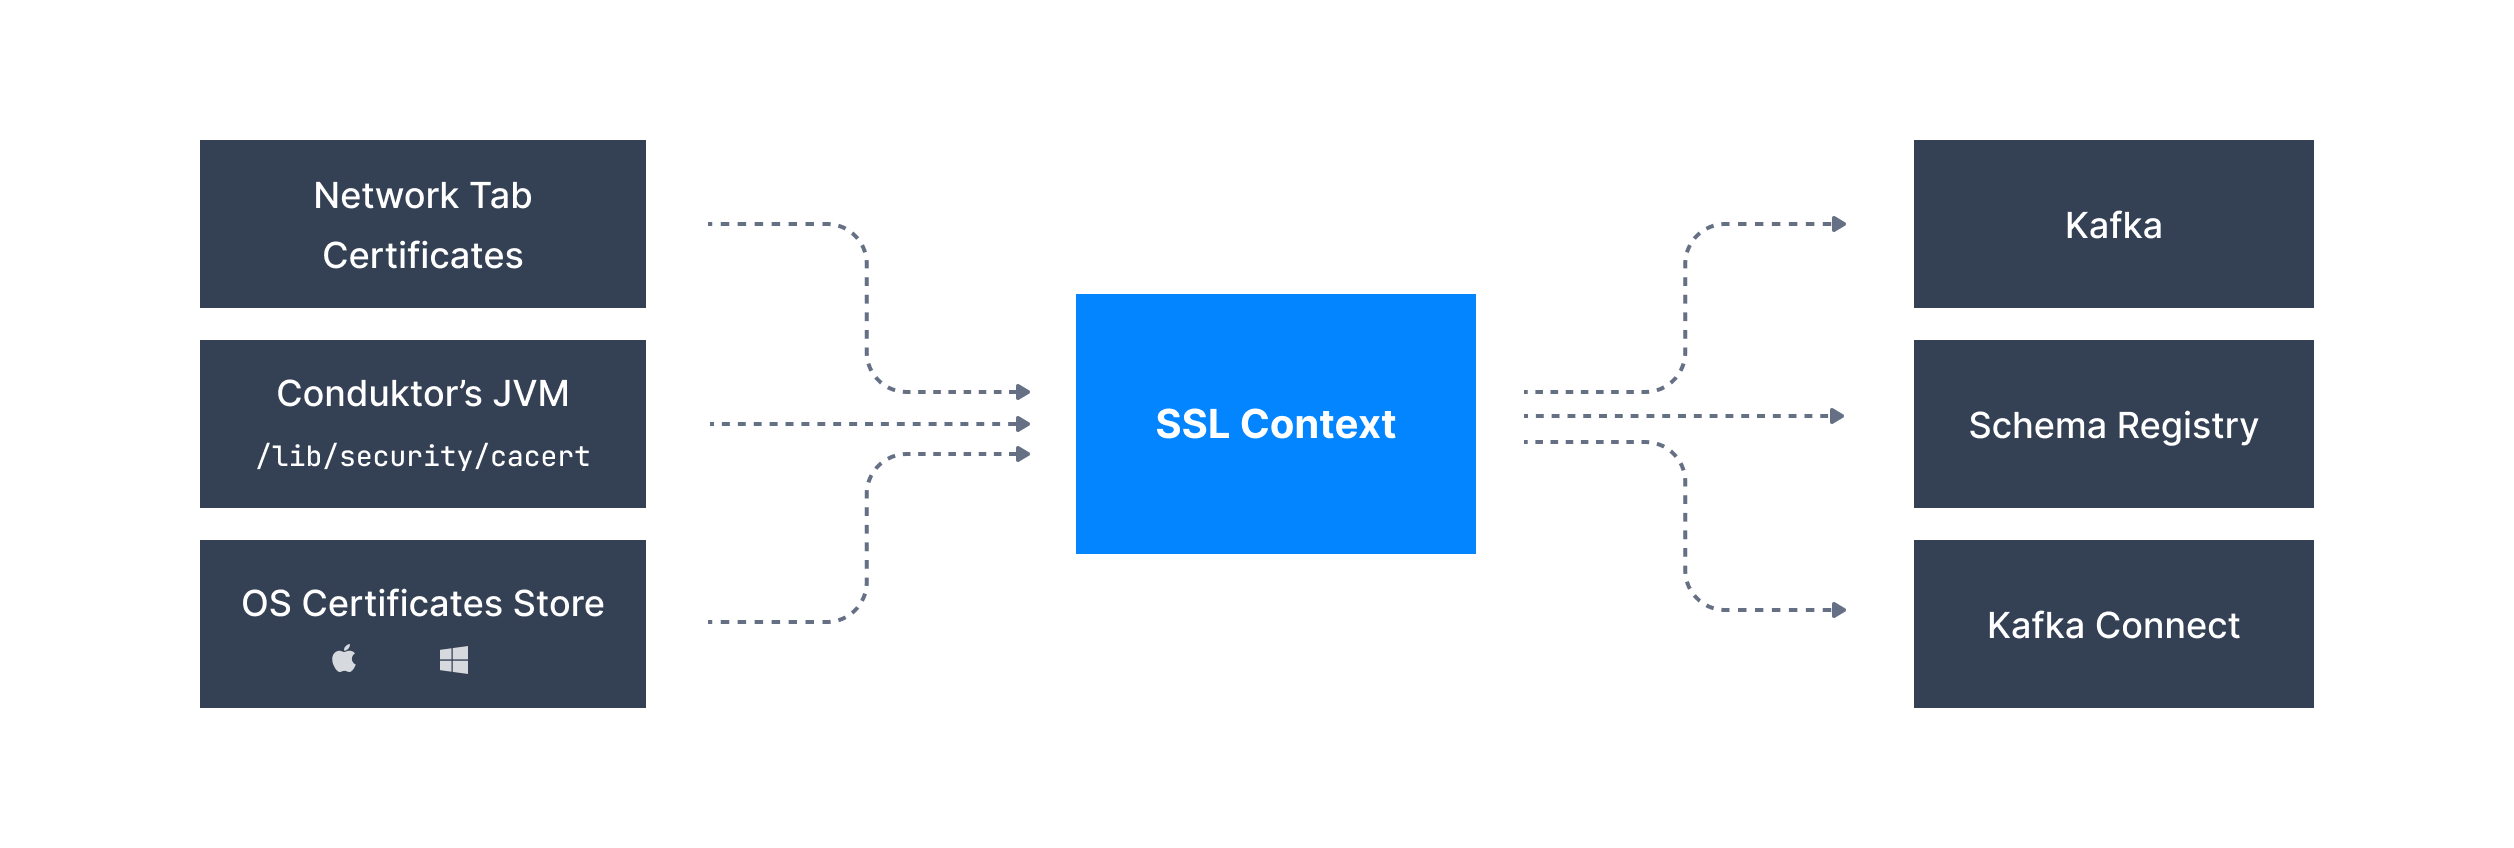 Network Tab
Certificates
Conduktor’s JVM
/lib/security/cacert
OS Certificates Store
SSL Context
Kafka
Schema Registry
Kafka Connect